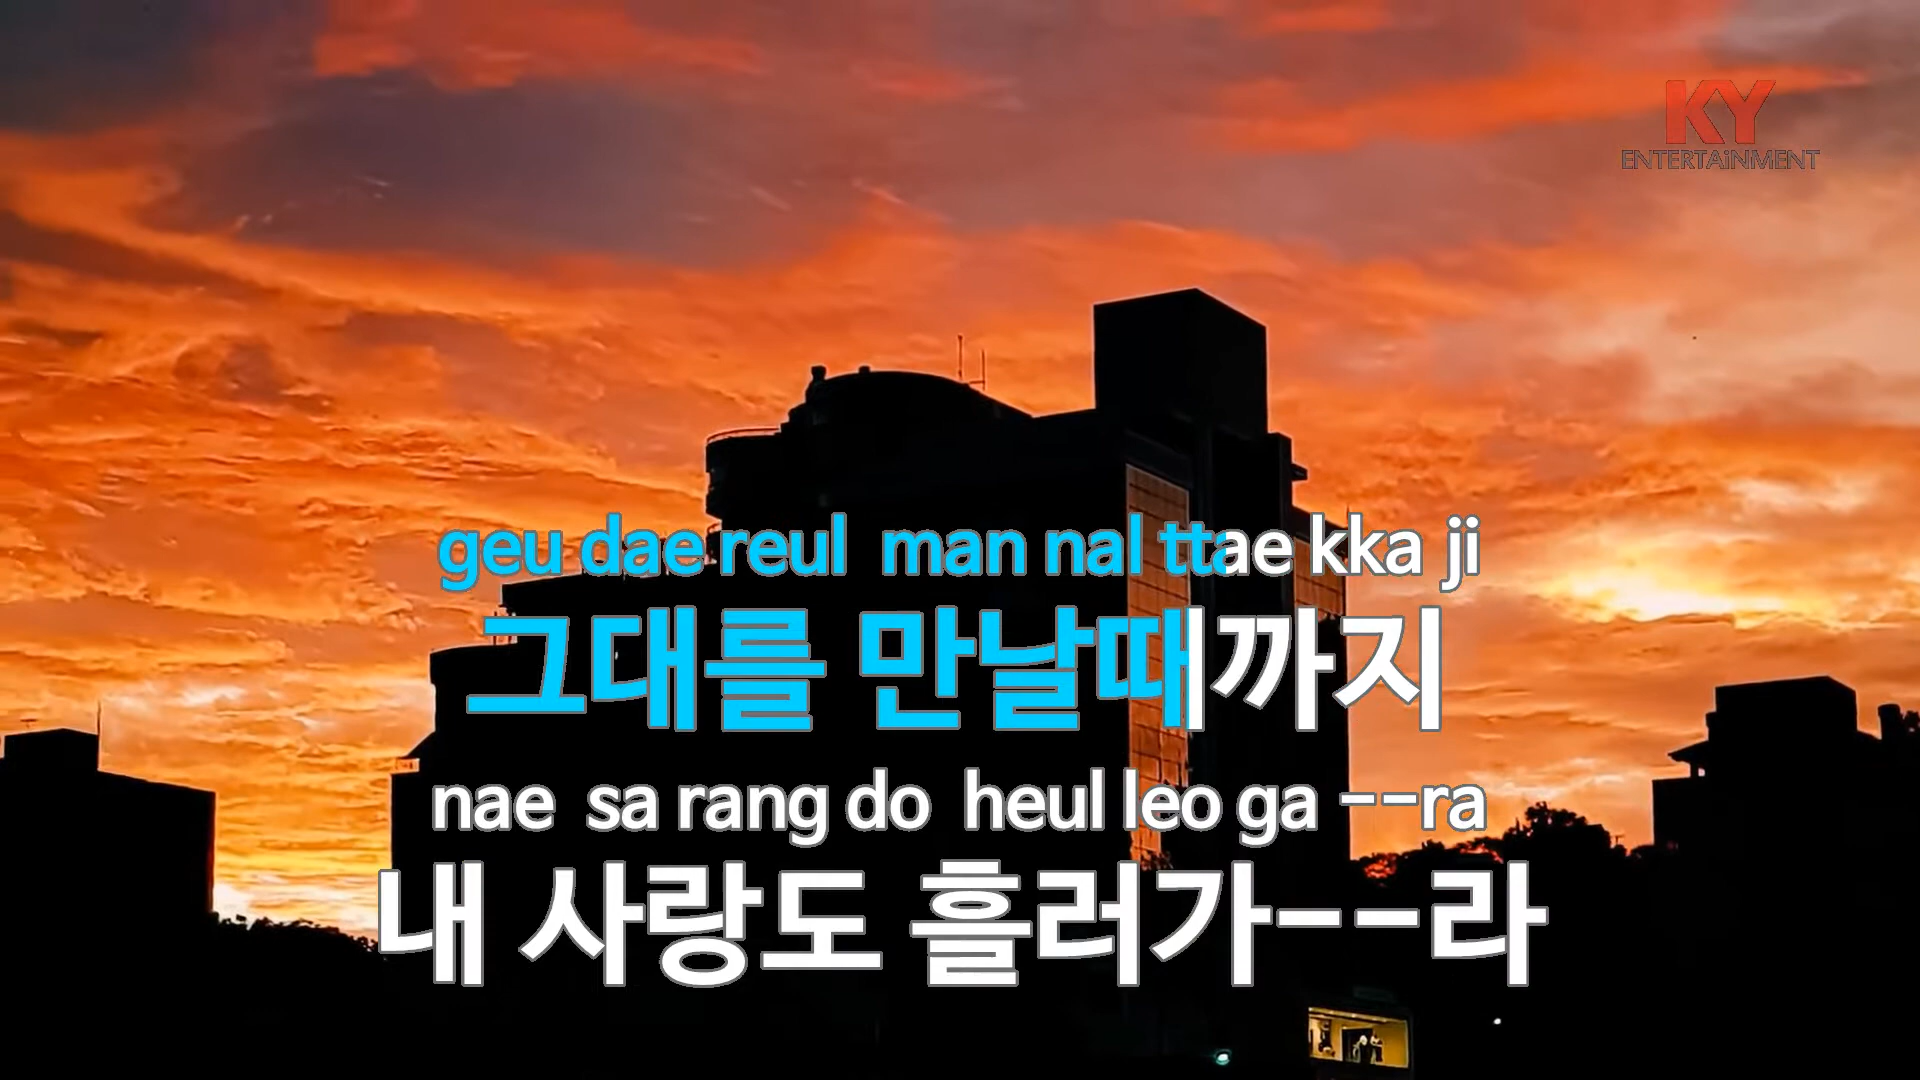 KY
ENTERTAiNMENT
geu dae reul man nal ttae kka ji
그대를 만날때까지
nae sa rang do heul leo ga --ra
내 사랑도 흘러가--라